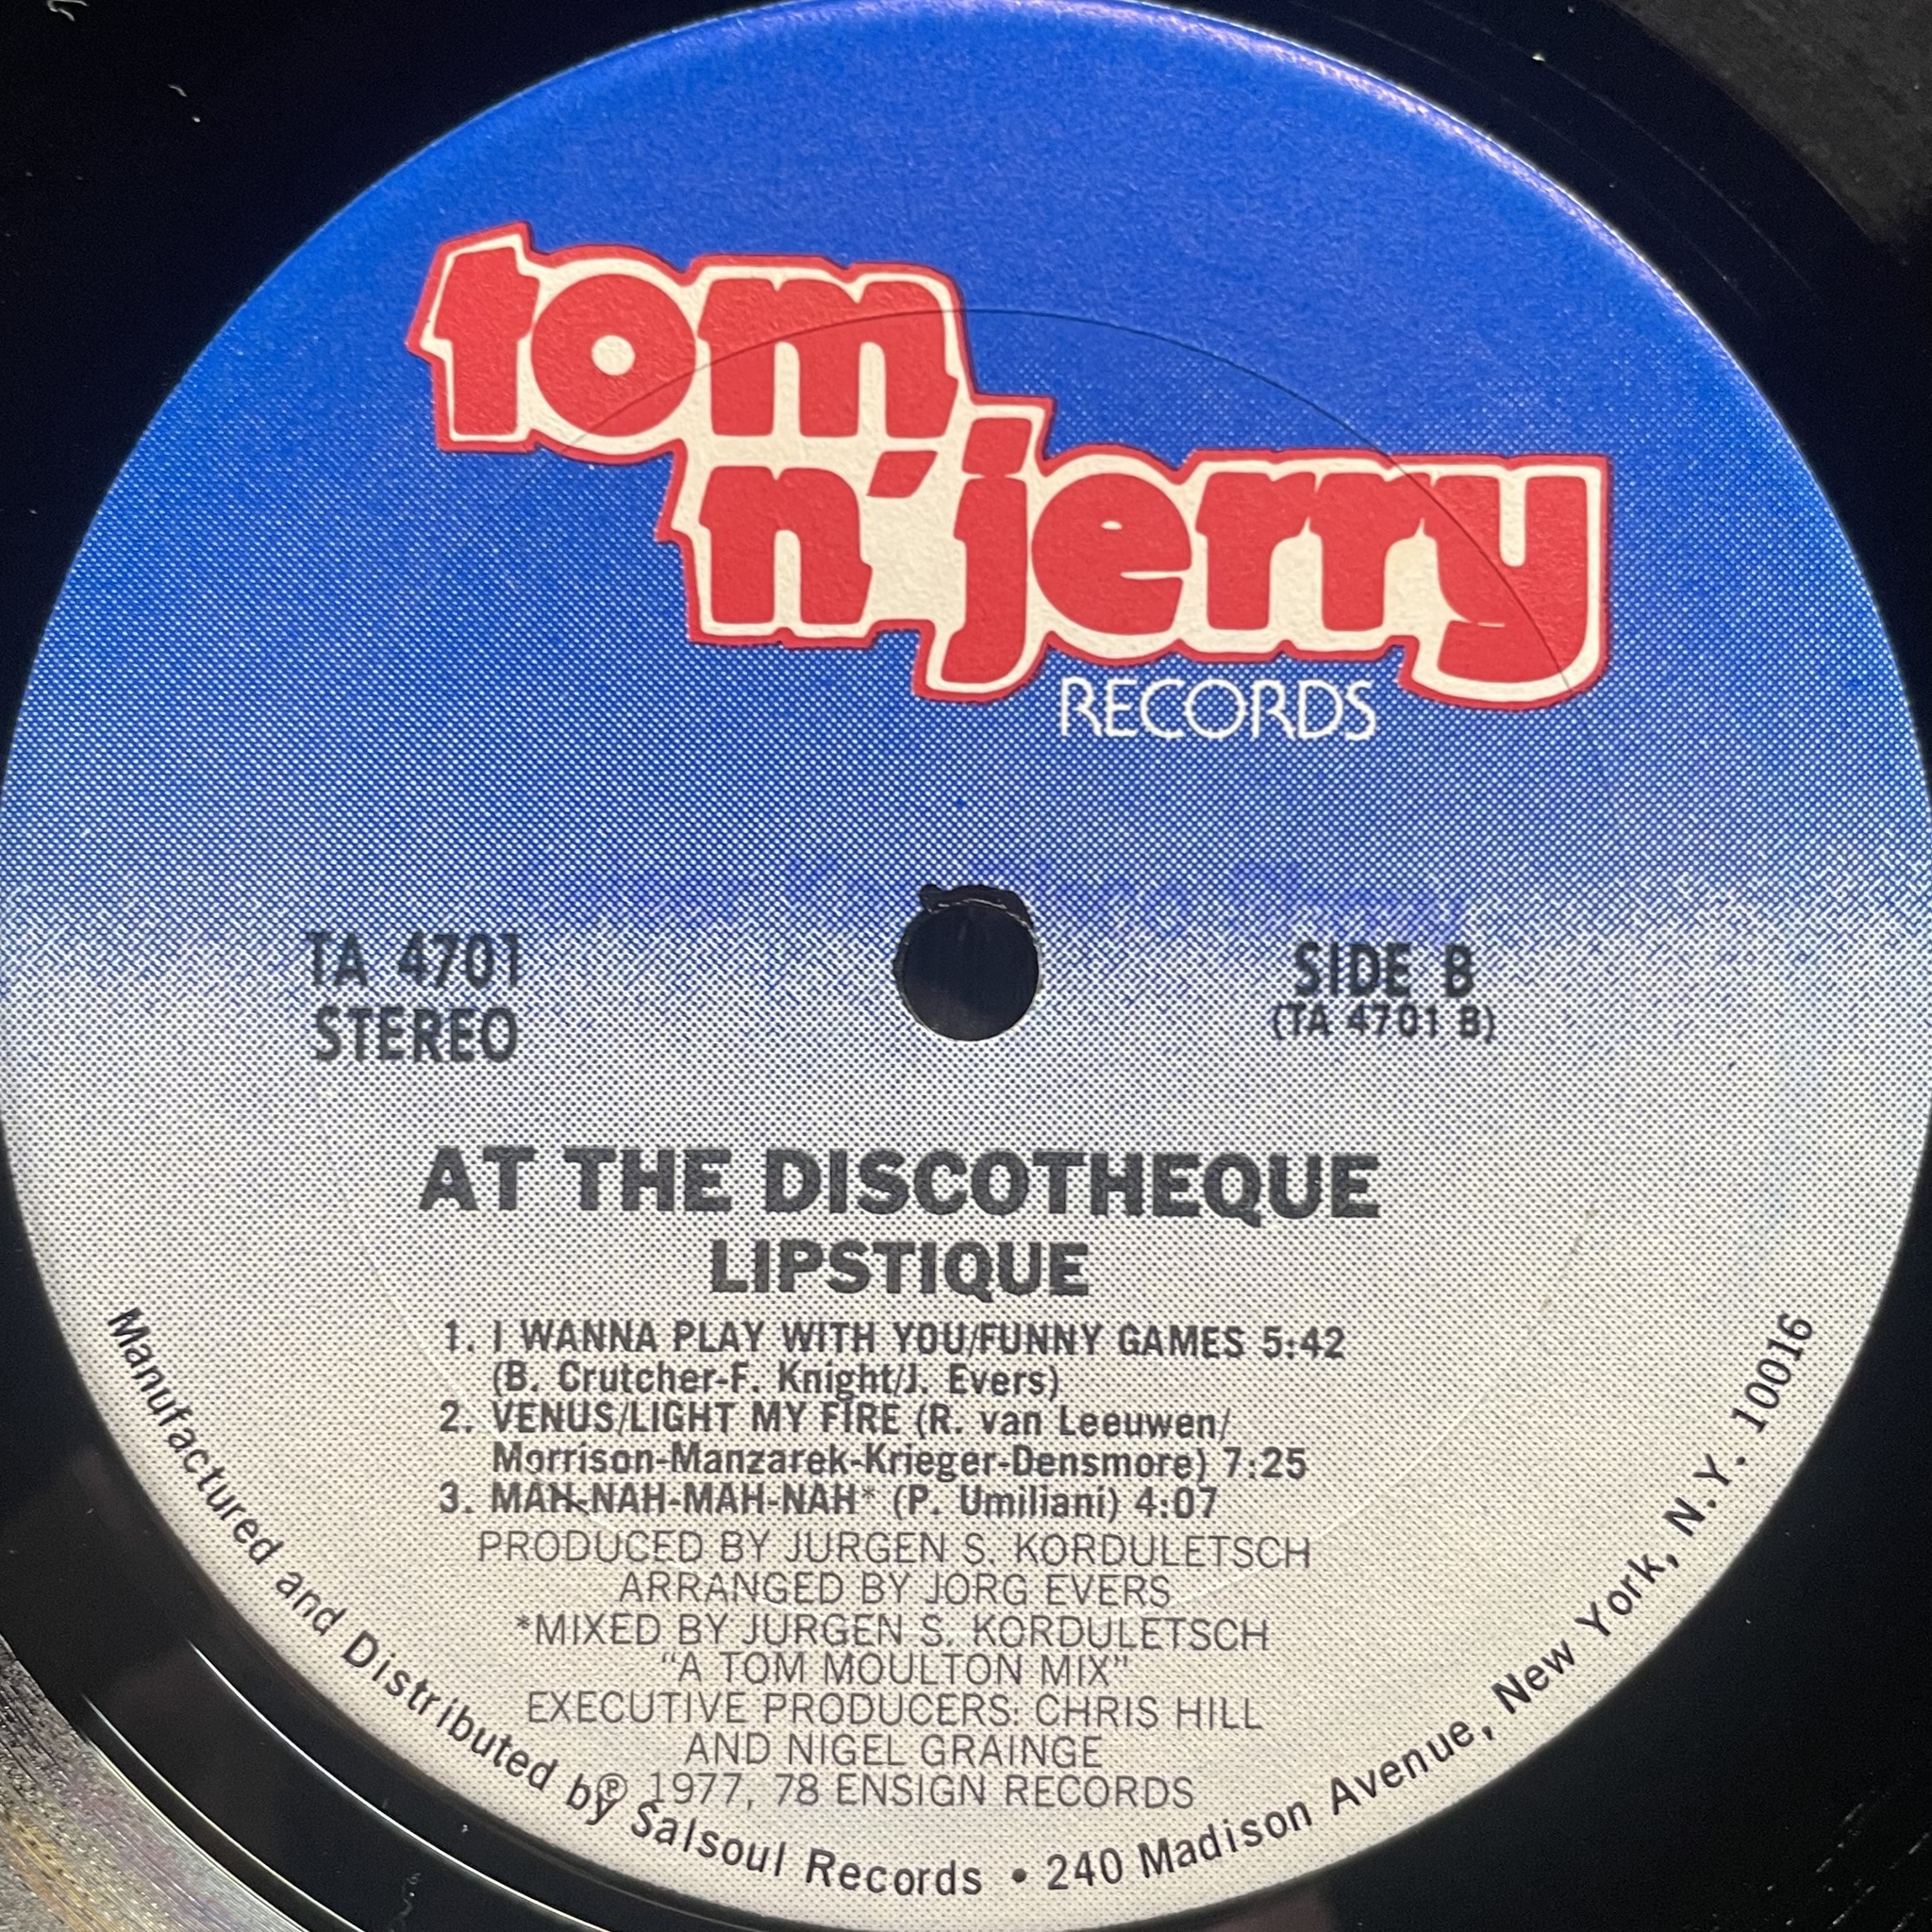 tom
n' jerry
RECORDS
TA 4701
STEREO
SIDE B
(TA 4701 B)
AT THE DISCOTHEQUE
LIPSTIQUE
1. I WANNA PLAY WITH YOU/FUNNY GAMES 5:42
(B. Crutcher-F. Knight/J. Evers)
2. VENUS/LIGHT MY FIRE (R. van Leeuwen/
Morrison-Manzarek-Krieger-Densmore) 7:25
3. MAH-NAH-MAH-NAH* (P. Umiliani) 4:07
PRODUCED BY JURGEN S. KORDULETSCH
ARRANGED BY JORG EVERS
*MIXED BY JURGEN S. KORDULETSCH
"A TOM MOULTON MIX"
EXECUTIVE PRODUCERS: CHRIS HILL
AND NIGEL GRAINGE
℗ 1977, 78 ENSIGN RECORDS
Manufactured and Distributed by Salsoul Records • 240 Madison Avenue, New York, N.Y. 10016